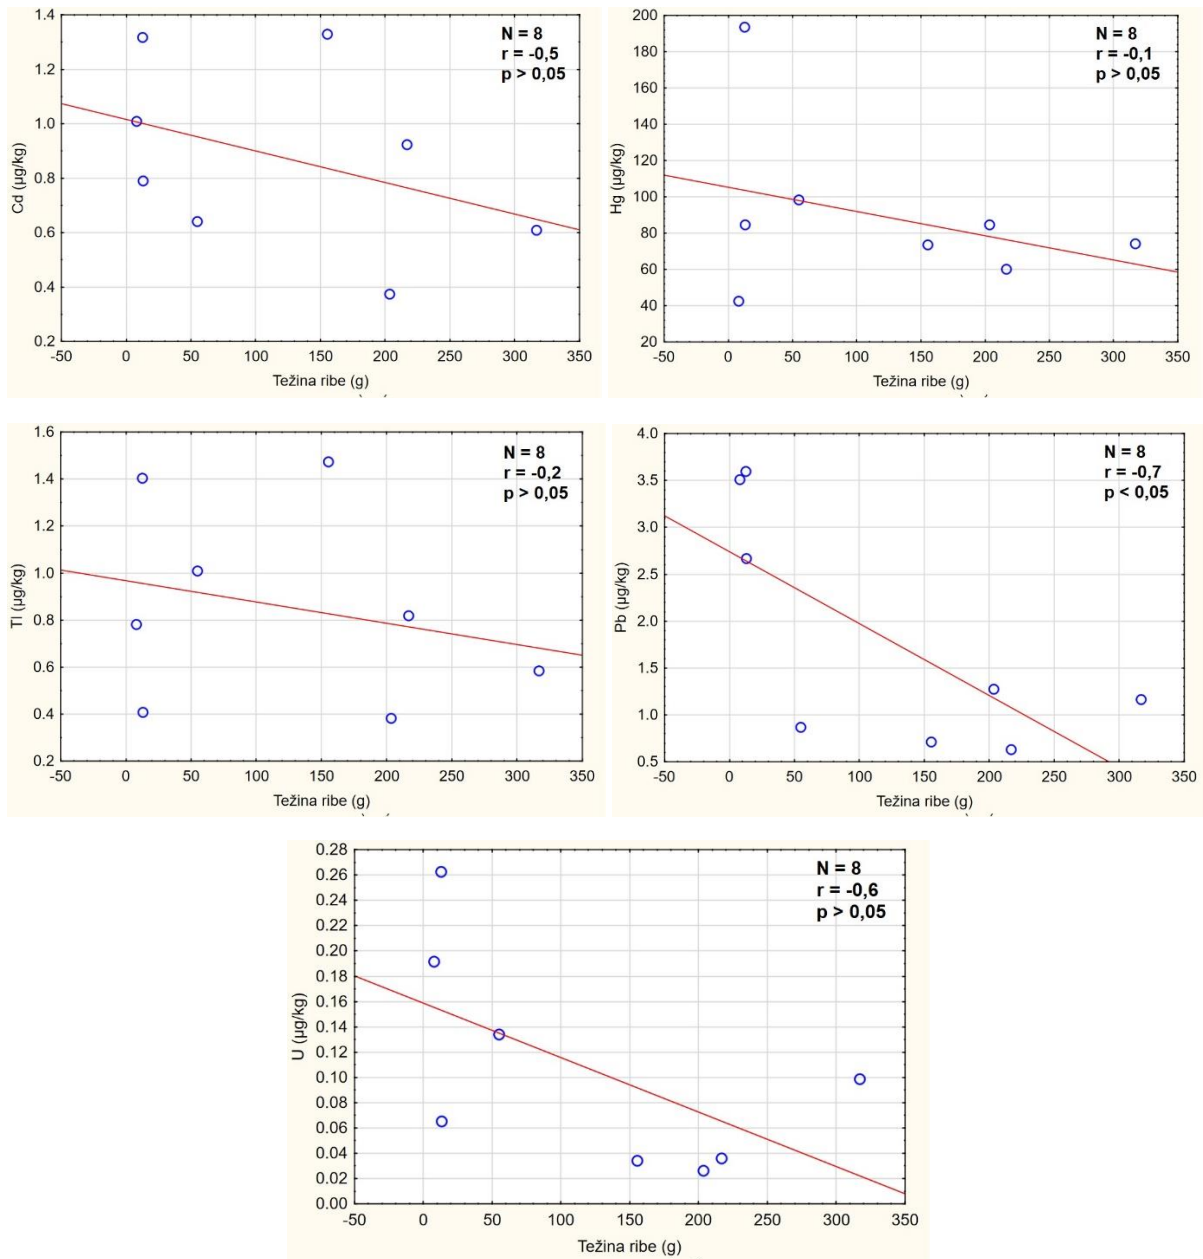 1.4
1.2
1.0
0.8
0.6
0.4
0.2
Cd (µg/kg)
N = 8
r = -0,5
p > 0,05
-50 0 50 100 150 200 250 300 350
Težina ribe (g)
200
180
160
140
120
100
80
60
40
20
Hg (µg/kg)
N = 8
r = -0,1
p > 0,05
-50 0 50 100 150 200 250 300 350
Težina ribe (g)
1.6
1.4
1.2
1.0
0.8
0.6
0.4
0.2
Tl (µg/kg)
N = 8
r = -0,2
p > 0,05
-50 0 50 100 150 200 250 300 350
Težina ribe (g)
4.0
3.5
3.0
2.5
2.0
1.5
1.0
0.5
Pb (µg/kg)
N = 8
r = -0,7
p < 0,05
-50 0 50 100 150 200 250 300 350
Težina ribe (g)
0.28
0.26
0.24
0.22
0.20
0.18
0.16
0.14
0.12
0.10
0.08
0.06
0.04
0.02
0.00
U (µg/kg)
N = 8
r = -0,6
p > 0,05
-50 0 50 100 150 200 250 300 350
Težina ribe (g)